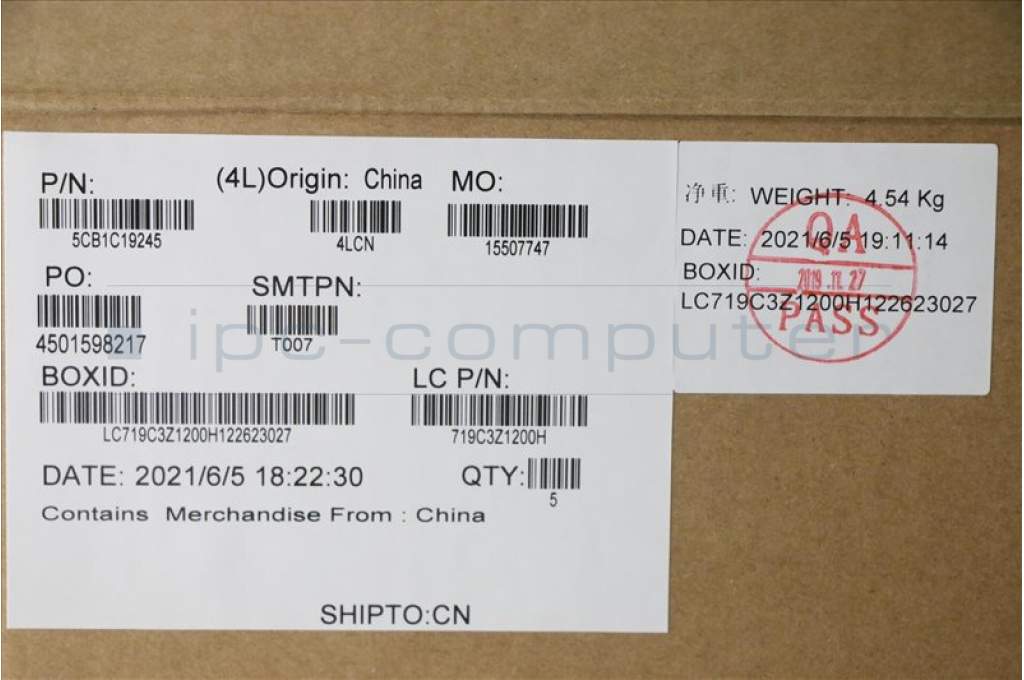 P/N: (4L)Origin: China MO:
5CB1C19245 4LCN 15507747
PO: SMTPN:
4501598217 T007
BOXID: LC P/N:
LC719C3Z1200H122623027 719C3Z1200H
DATE: 2021/6/5 18:22:30 QTY:
5
Contains Merchandise From : China
SHIPTO:CN
净重: WEIGHT: 4.54 Kg
DATE: 2021/6/5 19:11:14
BOXID:
LC719C3Z1200H122623027
QA
2019.11.27
PASS
ipc-computer